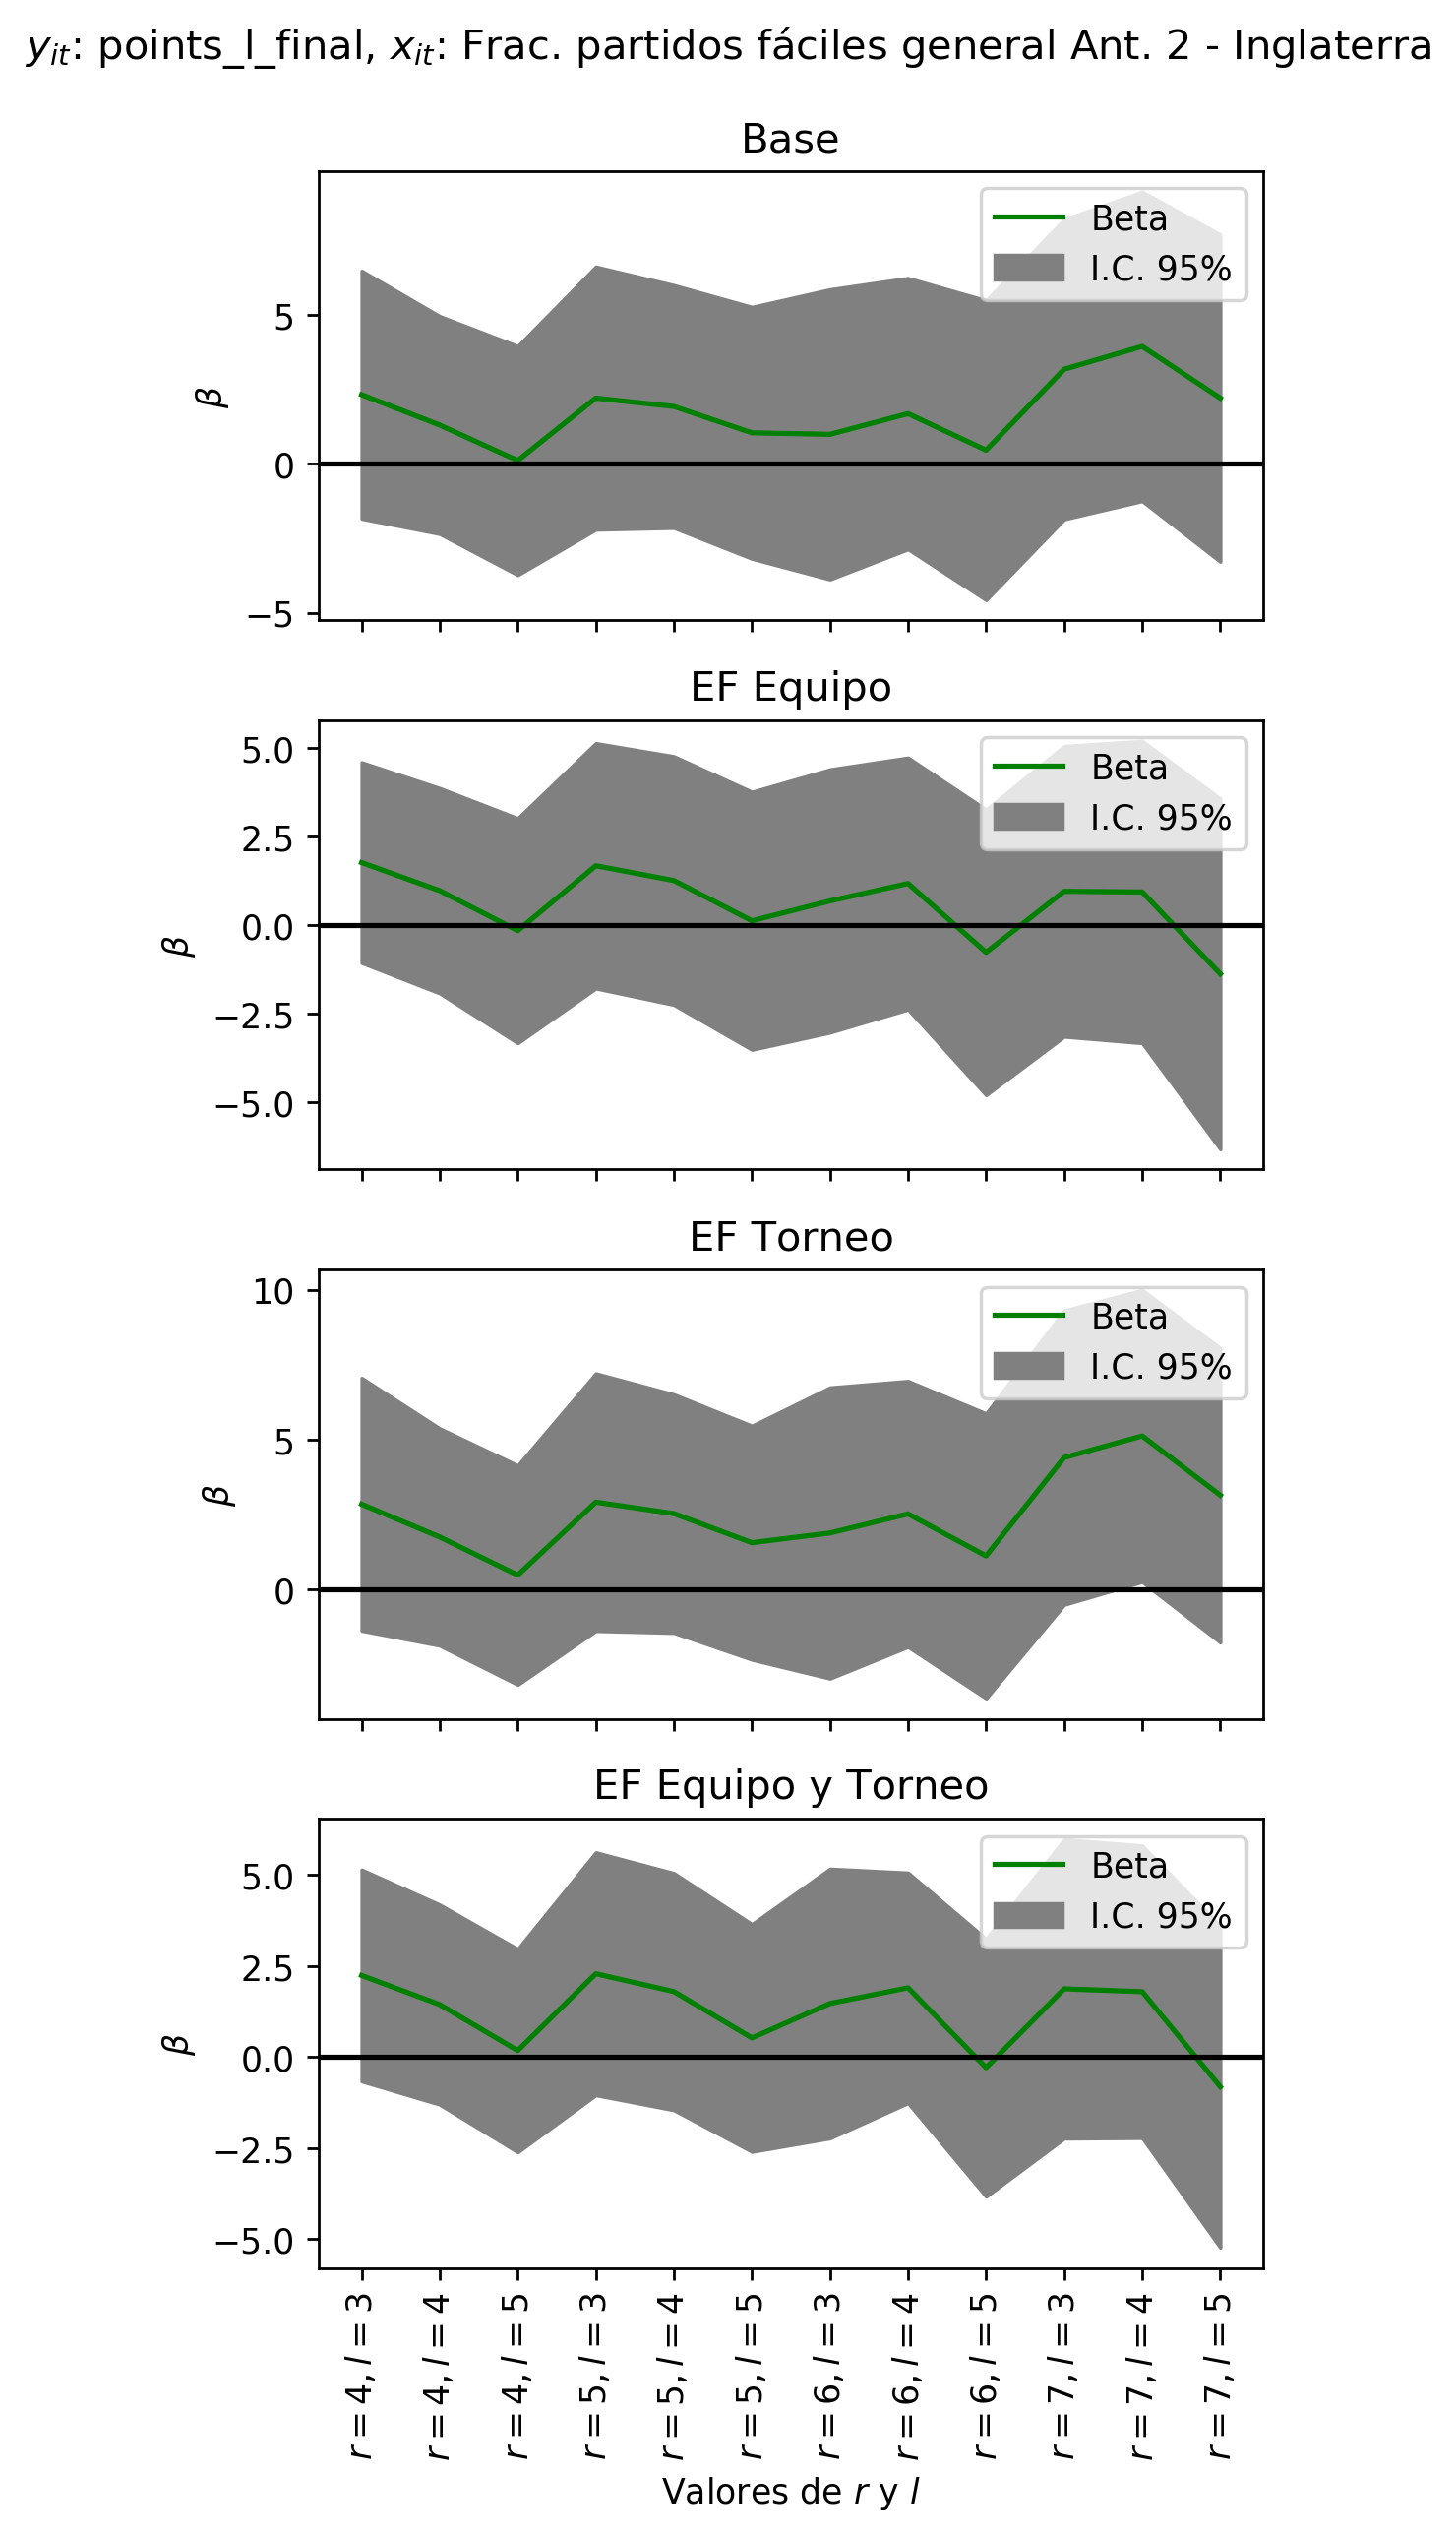 y_it: points_l_final, x_it: Frac. partidos fáciles general Ant. 2 - Inglaterra
Base
Beta
I.C. 95%
5
0
−5
β
EF Equipo
Beta
I.C. 95%
5.0
2.5
0.0
−2.5
−5.0
β
EF Torneo
Beta
I.C. 95%
10
5
0
β
EF Equipo y Torneo
Beta
I.C. 95%
5.0
2.5
0.0
−2.5
−5.0
β
r = 4, l = 3
r = 4, l = 4
r = 4, l = 5
r = 5, l = 3
r = 5, l = 4
r = 5, l = 5
r = 6, l = 3
r = 6, l = 4
r = 6, l = 5
r = 7, l = 3
r = 7, l = 4
r = 7, l = 5
Valores de r y l